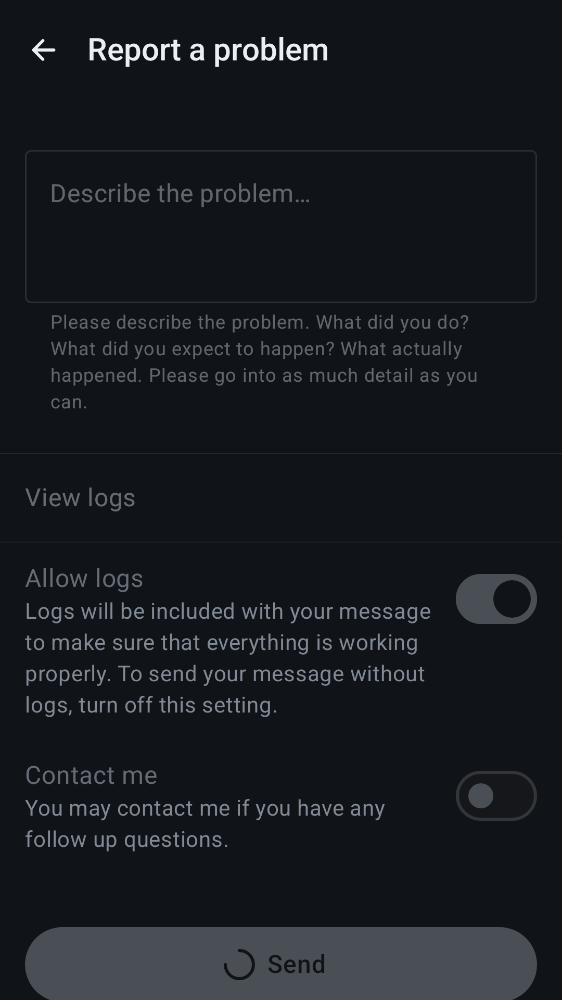 Report a problem
Describe the problem…
Please describe the problem. What did you do?
What did you expect to happen? What actually
happened. Please go into as much detail as you
can.
View logs
Allow logs
Logs will be included with your message
to make sure that everything is working
properly. To send your message without
logs, turn off this setting.
Contact me
You may contact me if you have any
follow up questions.
Send